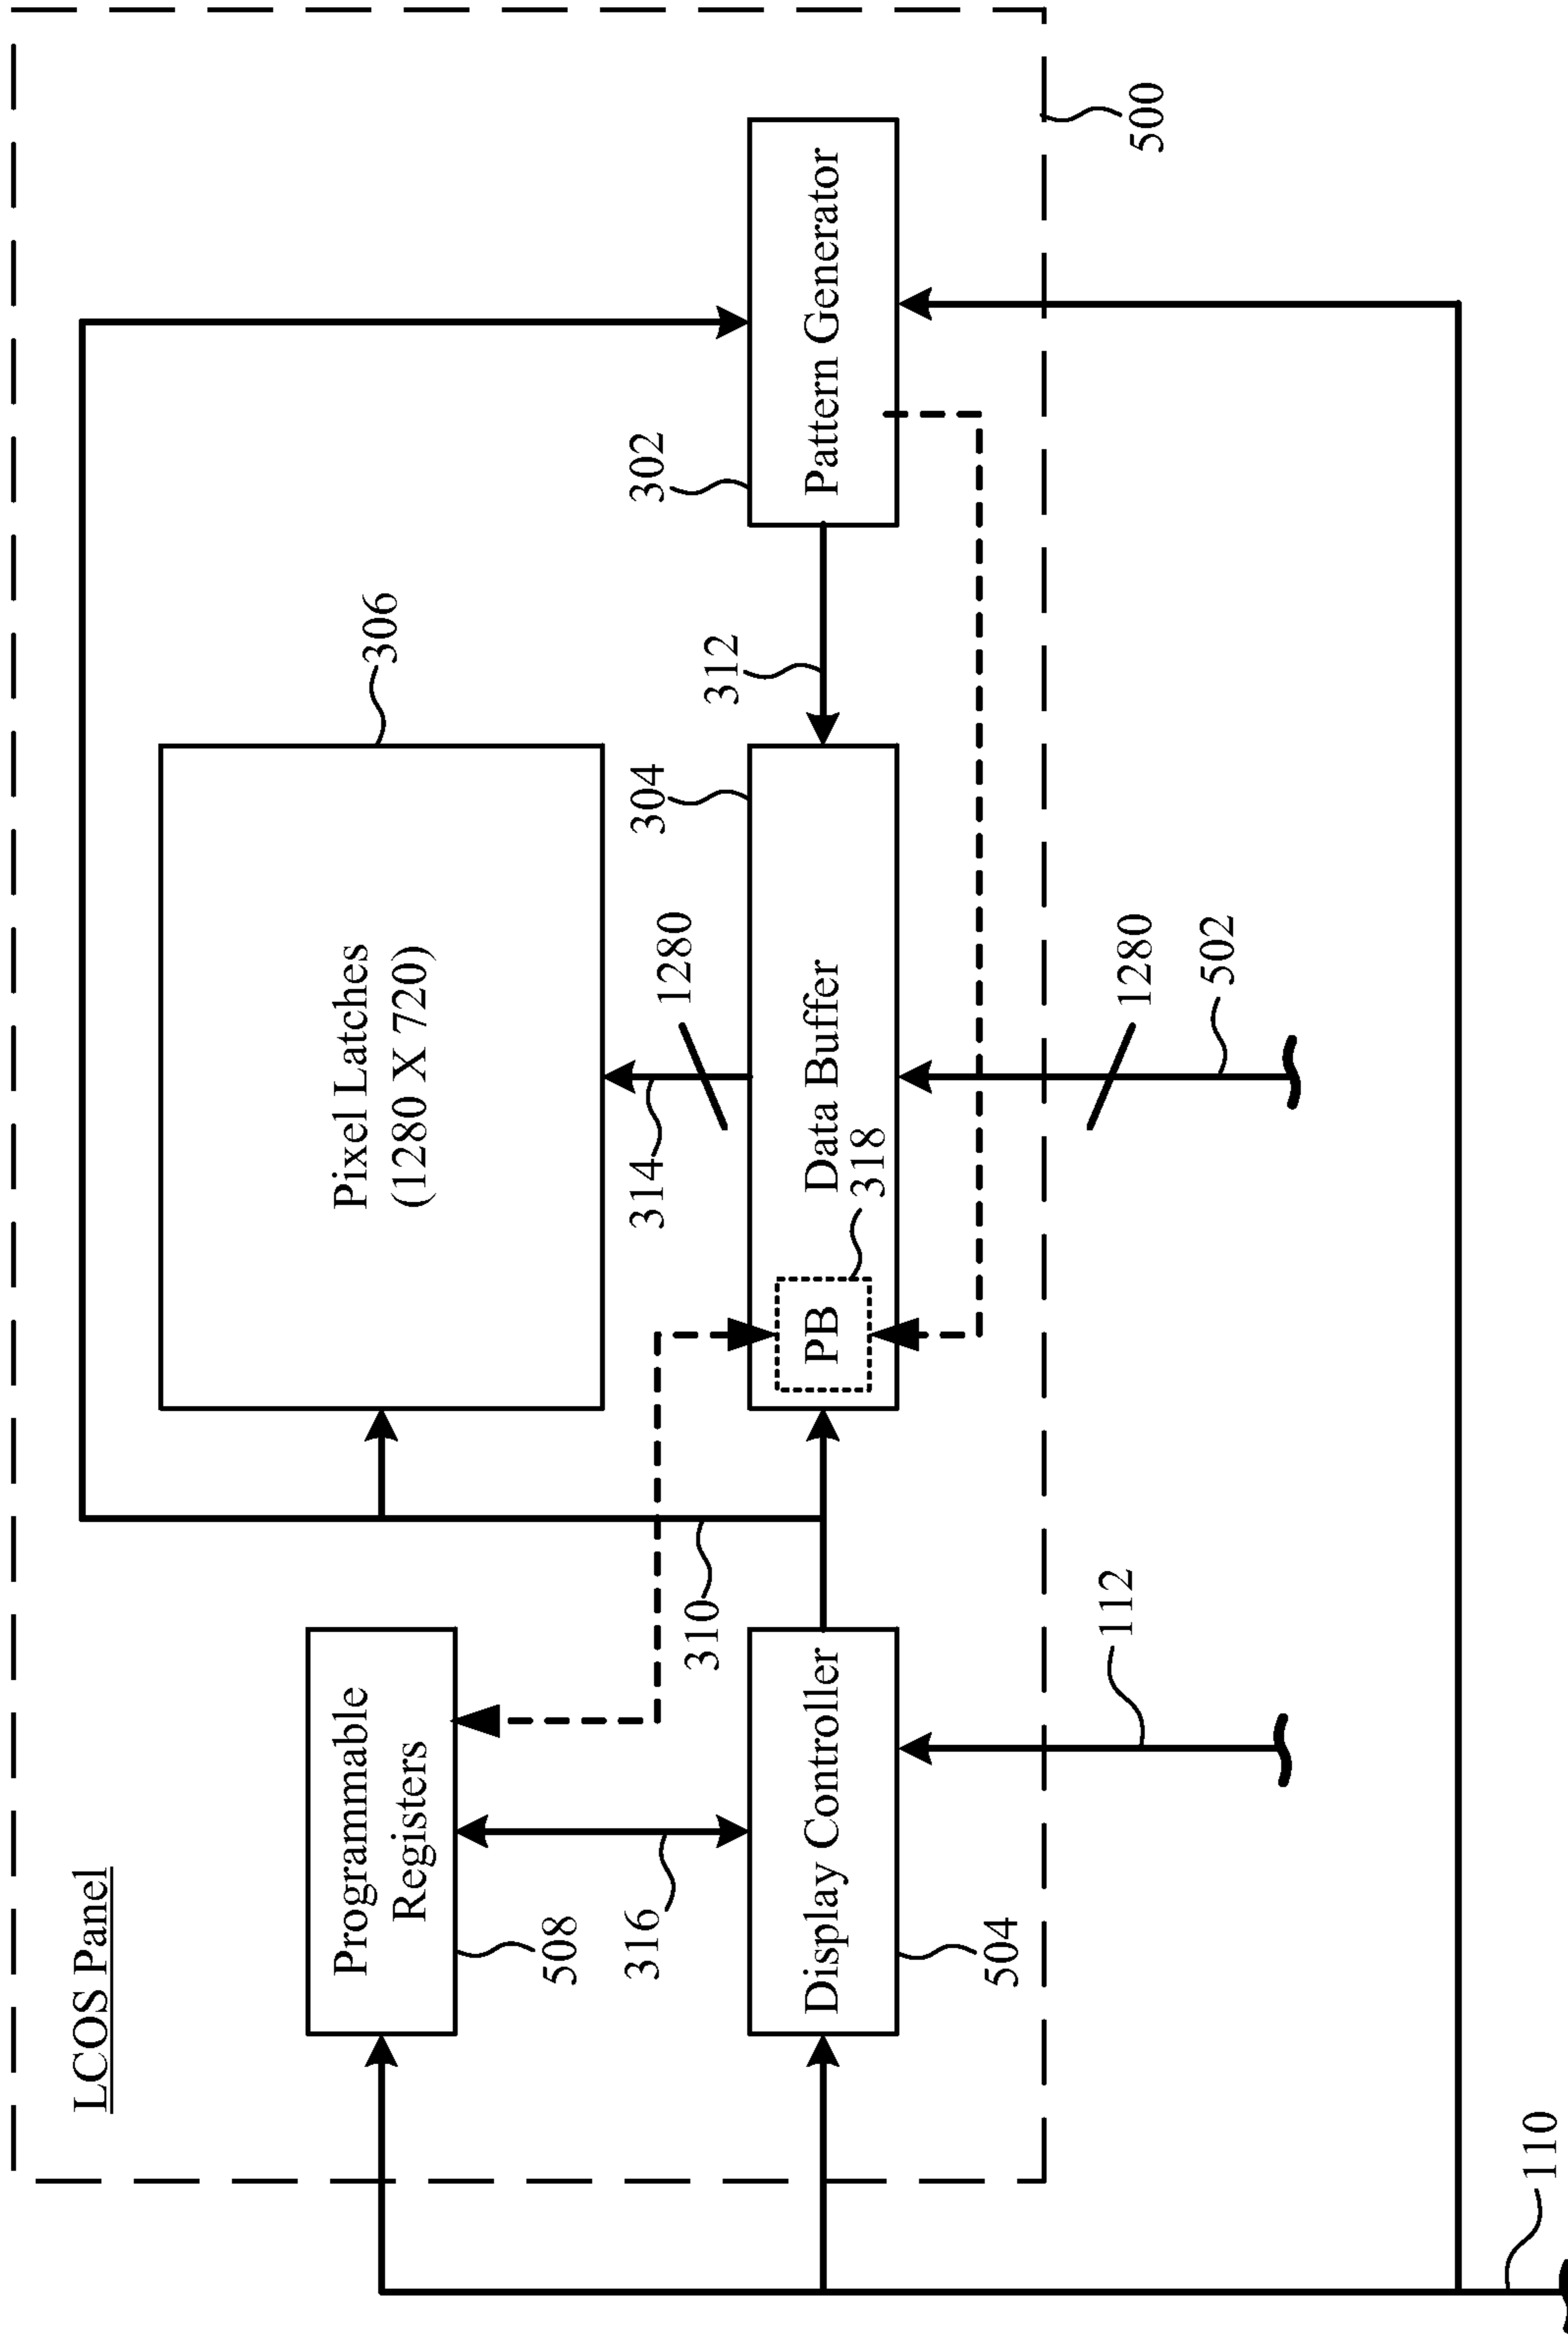 LCOS Panel
Programmable
Registers
508
316
Display Controller
504
310
112
110
Pixel Latches
(1280 X 720)
306
314
1280
304
Data Buffer
PB
318
1280
502
312
302
Pattern Generator
500